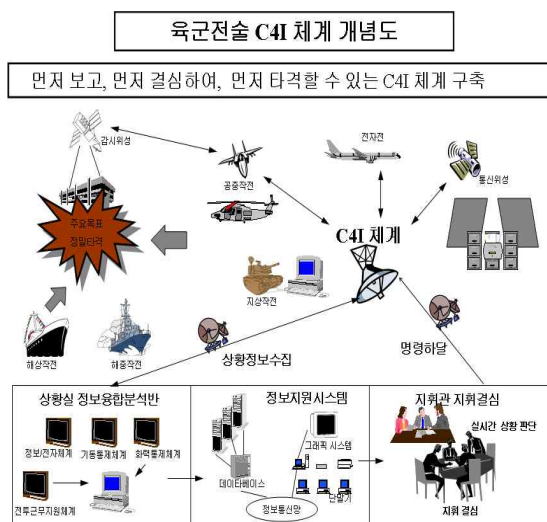 육군전술 C4I 체계 개념도
먼저 보고, 먼저 결심하여, 먼저 타격할 수 있는 C4I 체계 구축
감시위성
공중작전
전자전
통신위성
주요목표
정밀타격
C4I 체계
지상작전
해상작전
해중작전
상황정보수집
명령하달
상황실 정보융합분석반
정보/전자체계
기동통제체계
화력통제체계
전투근무지원체계
정보지원시스템
그래픽 시스템
데이타베이스
단말기
정보통신망
지휘관 지휘결심
실시간 상황 판단
지휘 결심